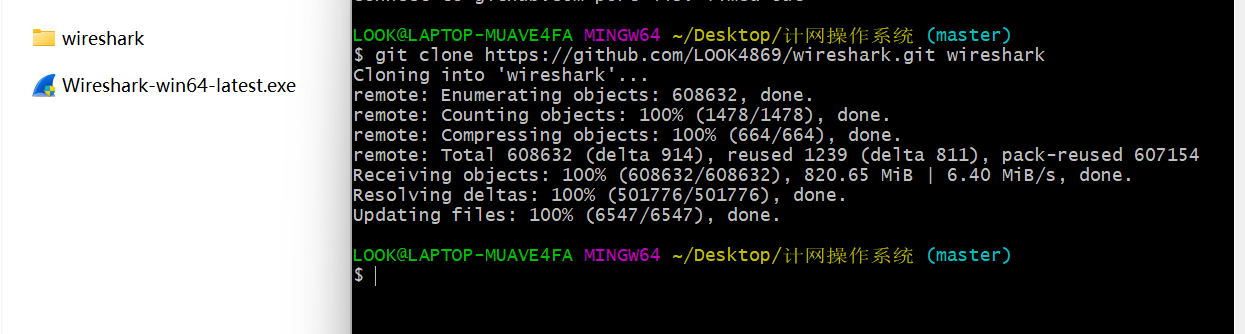 wireshark
Wireshark-win64-latest.exe
LOOK@LAPTOP-MUAVE4FA MINGW64 ~/Desktop/计网操作系统 (master)
$ git clone https://github.com/LOOK4869/wireshark.git wireshark
Cloning into 'wireshark'...
remote: Enumerating objects: 608632, done.
remote: Counting objects: 100% (1478/1478), done.
remote: Compressing objects: 100% (664/664), done.
remote: Total 608632 (delta 914), reused 1239 (delta 811), pack-reused 607154
Receiving objects: 100% (608632/608632), 820.65 MiB | 6.40 MiB/s, done.
Resolving deltas: 100% (501776/501776), done.
Updating files: 100% (6547/6547), done.
LOOK@LAPTOP-MUAVE4FA MINGW64 ~/Desktop/计网操作系统 (master)
$